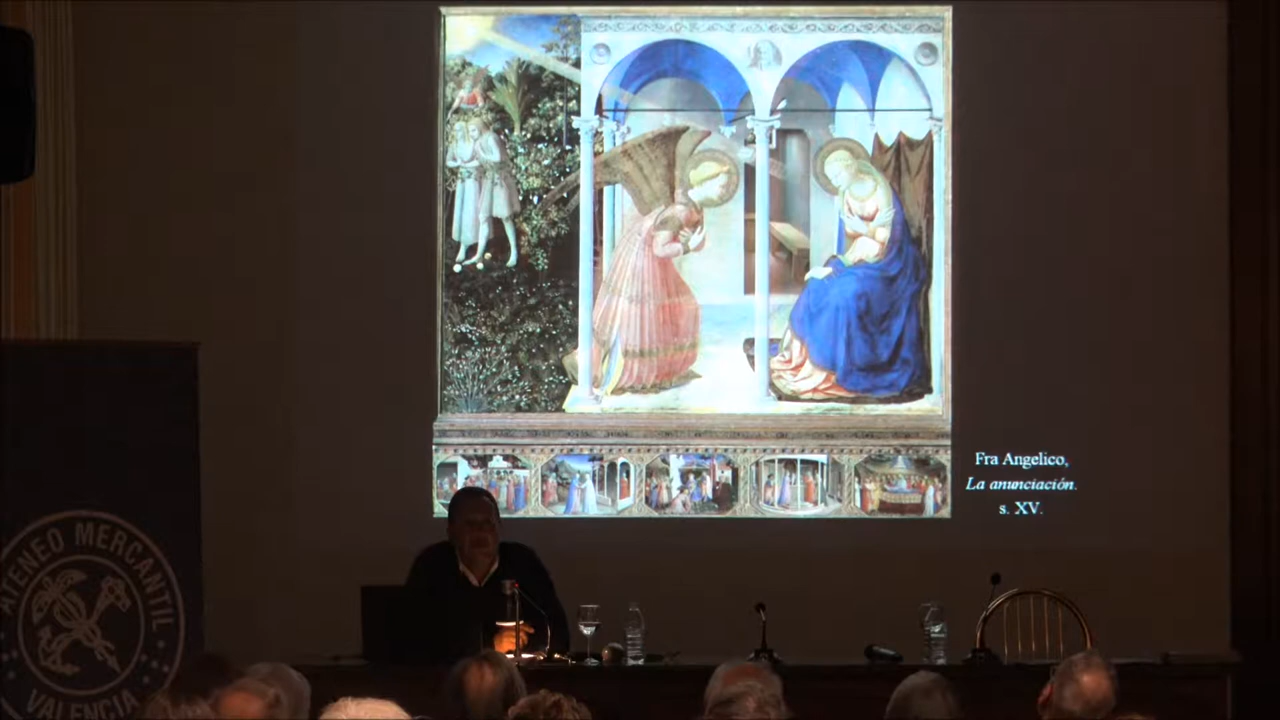 Fra Angelico,
La anunciación.
s. XV.
ATENEO MERCANTIL
VALENCIA